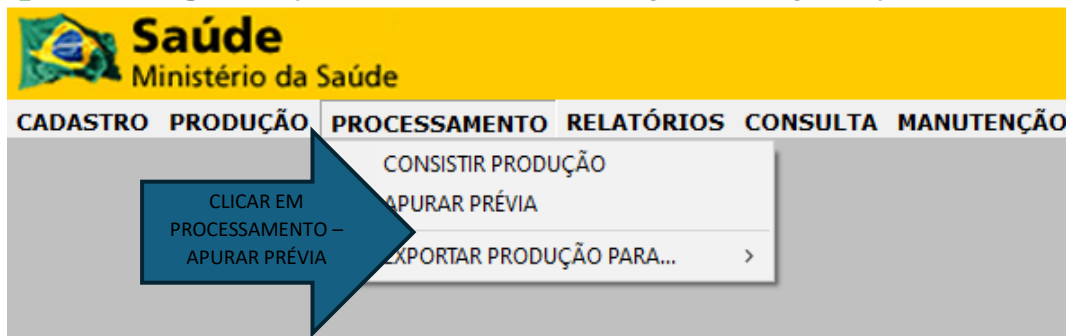 Saúde
Ministério da Saúde
CADASTRO PRODUÇÃO PROCESSAMENTO RELATÓRIOS CONSULTA MANUTENÇÃO
CONSISTIR PRODUÇÃO
APURAR PRÉVIA
EXPORTAR PRODUÇÃO PARA... >
CLICAR EM
PROCESSAMENTO –
APURAR PRÉVIA